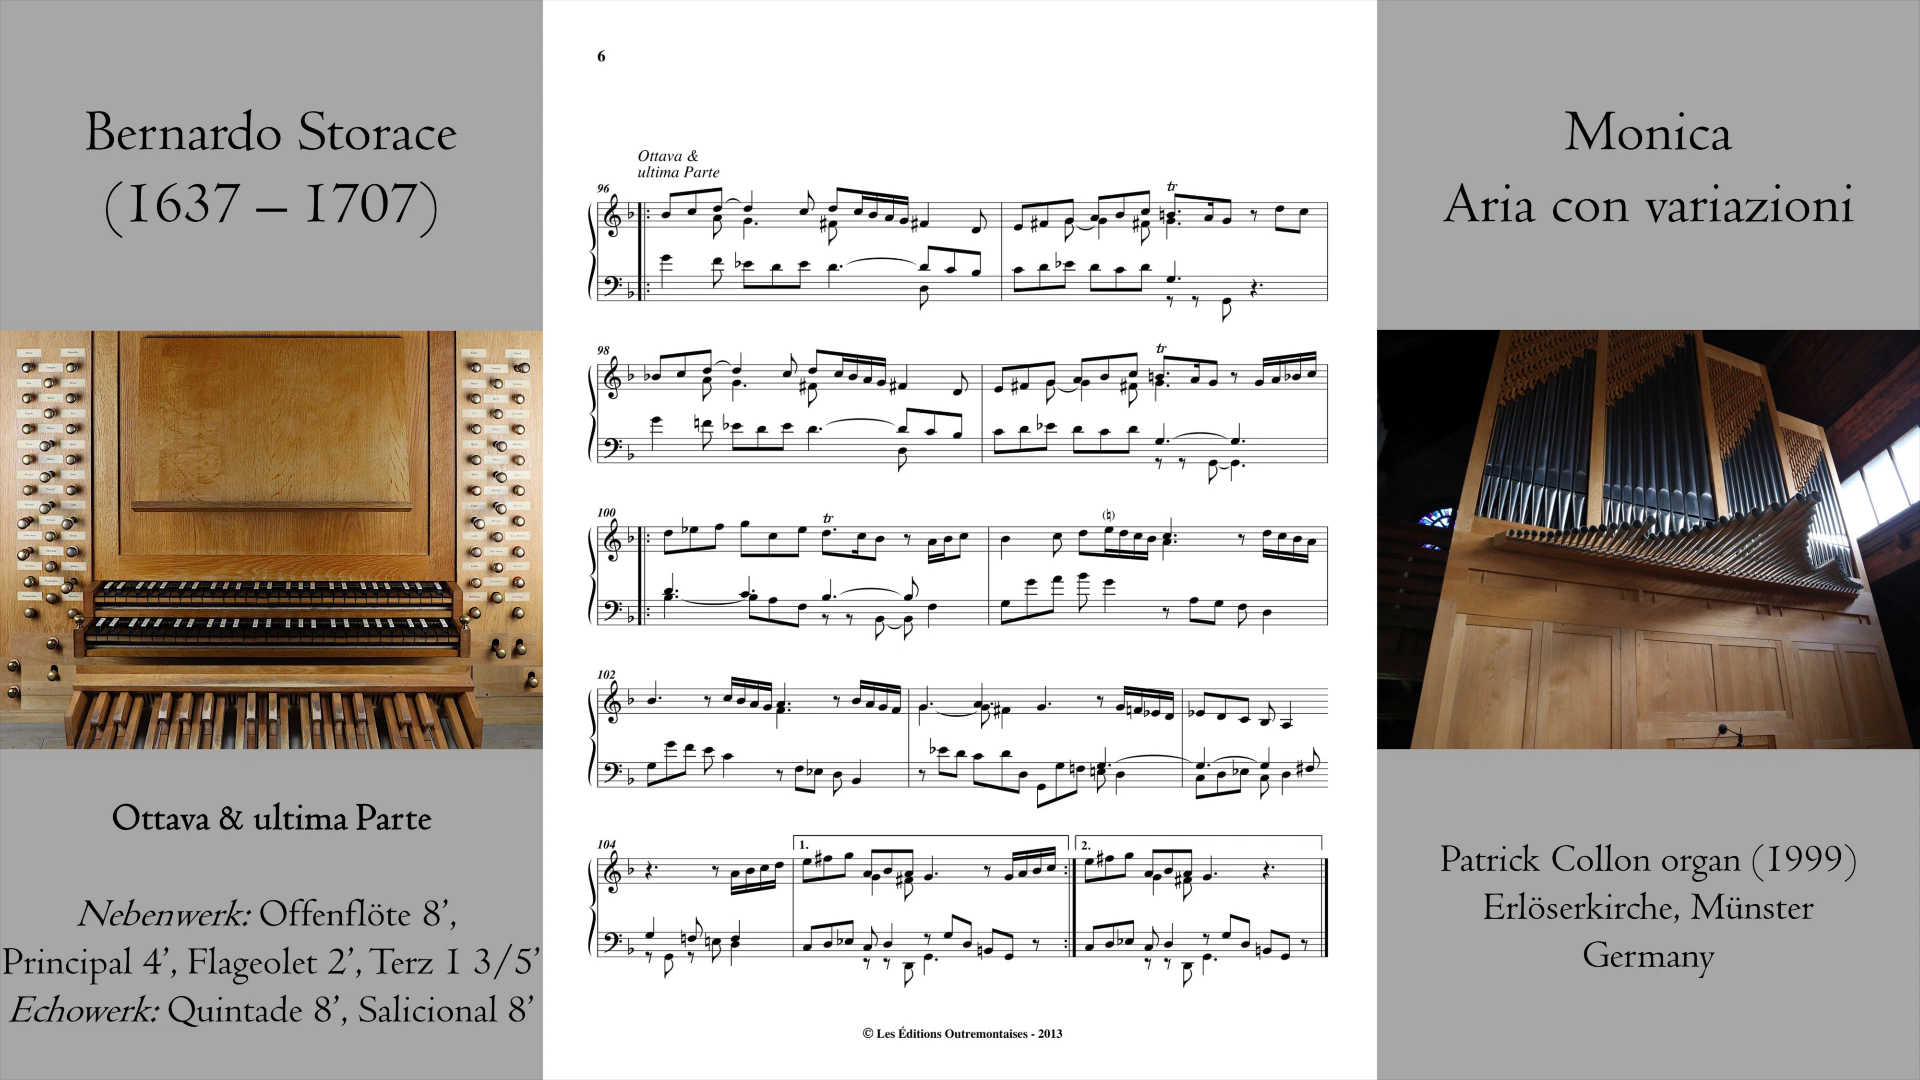 Bernardo Storace
(1637 – 1707)
Ottava & ultima Parte
Nebenwerk: Offenflöte 8’,
Principal 4’, Flageolet 2’, Terz 1 3/5’
Echowerk: Quintade 8’, Salicional 8’
6
Ottava &
ultima Parte
96
tr
98
tr
100
tr
(♮)
102
104
1.
2.
© Les Éditions Outremontaises - 2013
Monica
Aria con variazioni
Patrick Collon organ (1999)
Erlöserkirche, Münster
Germany